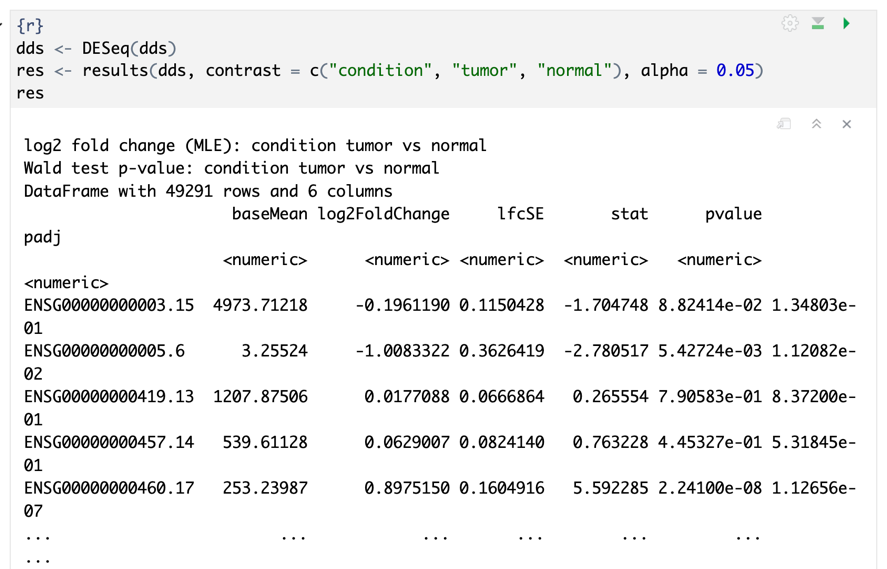 {r}
dds <- DESeq(dds)
res <- results(dds, contrast = c("condition", "tumor", "normal"), alpha = 0.05)
res
log2 fold change (MLE): condition tumor vs normal
Wald test p-value: condition tumor vs normal
DataFrame with 49291 rows and 6 columns
baseMean log2FoldChange lfcSE stat pvalue
padj
<numeric> <numeric> <numeric> <numeric> <numeric>
<numeric>
ENSG00000000003.15 4973.71218 -0.1961190 0.1150428 -1.704748 8.82414e-02 1.34803e-
01
ENSG00000000005.6 3.25524 -1.0083322 0.3626419 -2.780517 5.42724e-03 1.12082e-
02
ENSG00000000419.13 1207.87506 0.0177088 0.0666864 0.265554 7.90583e-01 8.37200e-
01
ENSG00000000457.14 539.61128 0.0629007 0.0824140 0.763228 4.45327e-01 5.31845e-
01
ENSG00000000460.17 253.23987 0.8975150 0.1604916 5.592285 2.24100e-08 1.12656e-
07
... ... ... ... ... ...
...